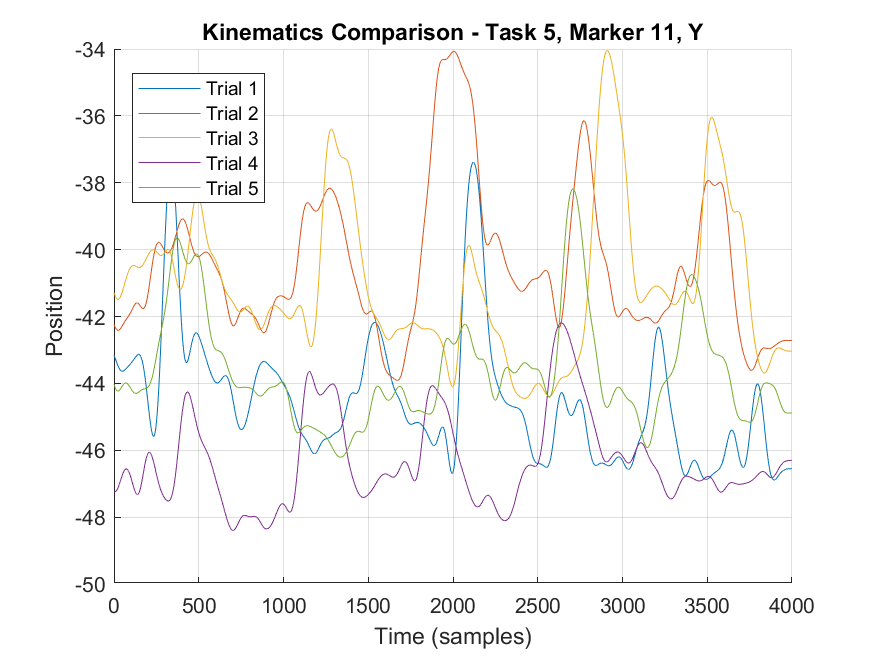 Kinematics Comparison - Task 5, Marker 11, Y
-34
-36
-38
-40
-42
-44
-46
-48
-50
Position
Trial 1
Trial 2
Trial 3
Trial 4
Trial 5
0 500 1000 1500 2000 2500 3000 3500 4000
Time (samples)